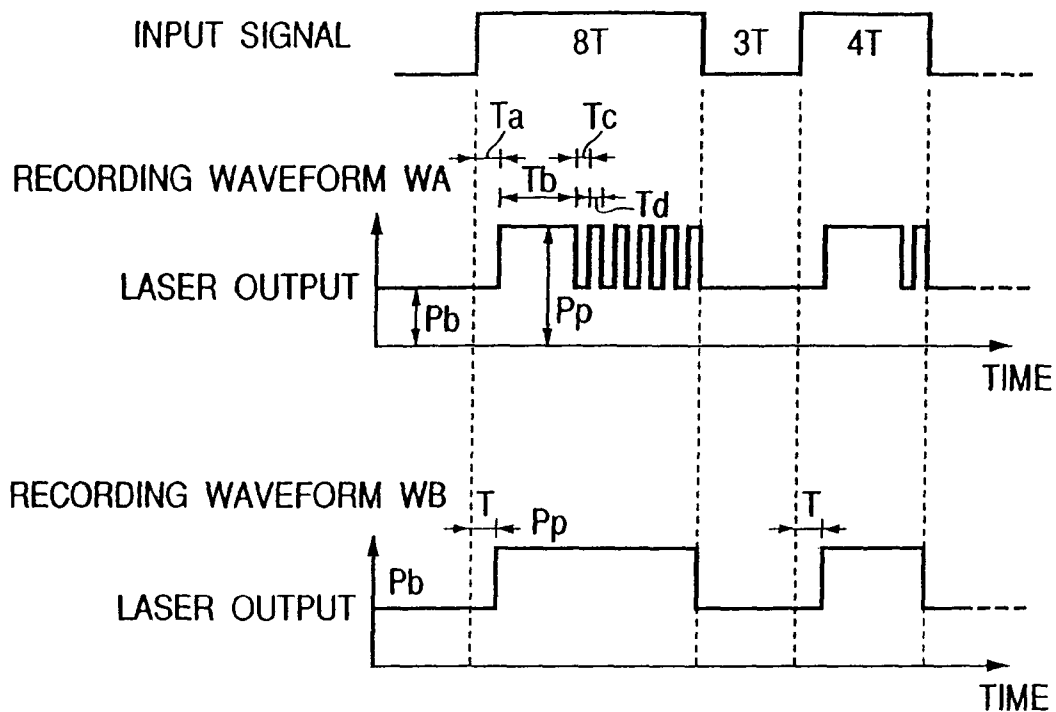 INPUT SIGNAL
8T 3T 4T
Ta Tc
RECORDING WAVEFORM WA
Tb Td
LASER OUTPUT
Pb Pp
TIME
RECORDING WAVEFORM WB
T Pp T
Pb
LASER OUTPUT
TIME